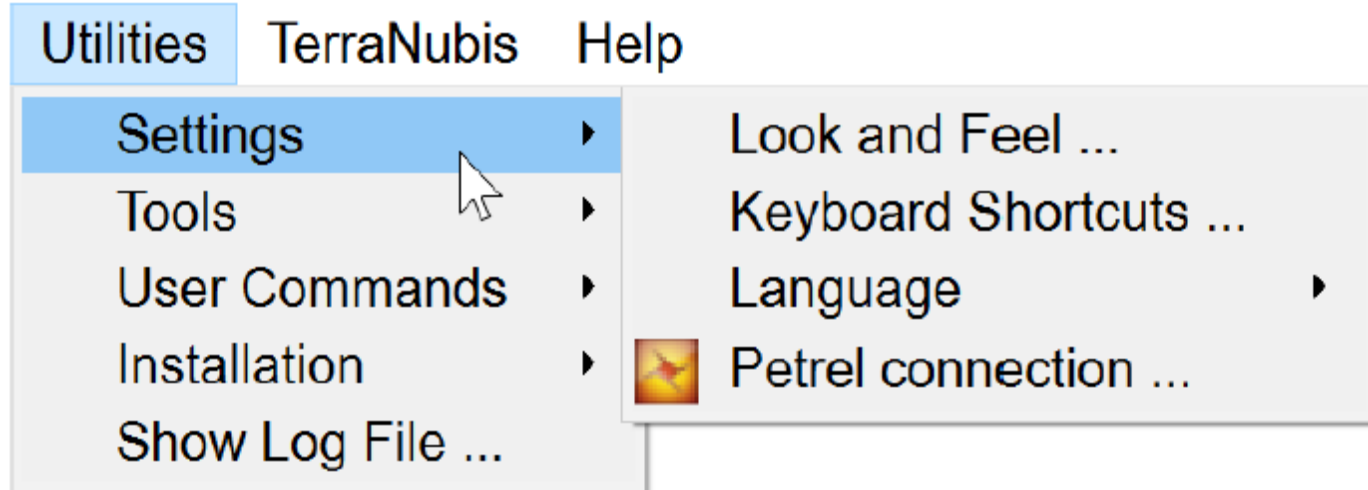 Utilities TerraNubis Help
Settings
Tools
User Commands
Installation
Show Log File ...
Look and Feel ...
Keyboard Shortcuts ...
Language
Petrel connection ...